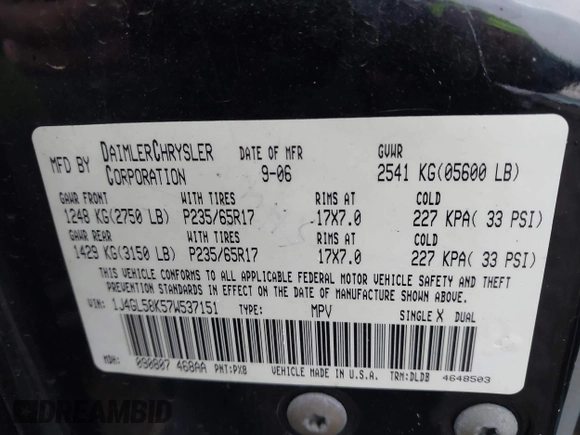 MFD BY DAIMLERCHRYSLER CORPORATION DATE OF MFR 9-06 GVWR 2541 KG(05600 LB)
GAWR FRONT WITH TIRES RIMS AT COLD
1248 KG(2750 LB) P235/65R17 17X7.0 227 KPA( 33 PSI)
GAWR REAR WITH TIRES RIMS AT COLD
1429 KG(3150 LB) P235/65R17 17X7.0 227 KPA( 33 PSI)
THIS VEHICLE CONFORMS TO ALL APPLICABLE FEDERAL MOTOR VEHICLE SAFETY AND THEFT
PREVENTION STANDARDS IN EFFECT ON THE DATE OF MANUFACTURE SHOWN ABOVE.
VIN: 1J4GL58K57W537151 TYPE: MPV SINGLE X DUAL
MDH: 090807 468AA PNT:PX8 VEHICLE MADE IN U.S.A. TRM:DLDB 4648503
DREAMBID